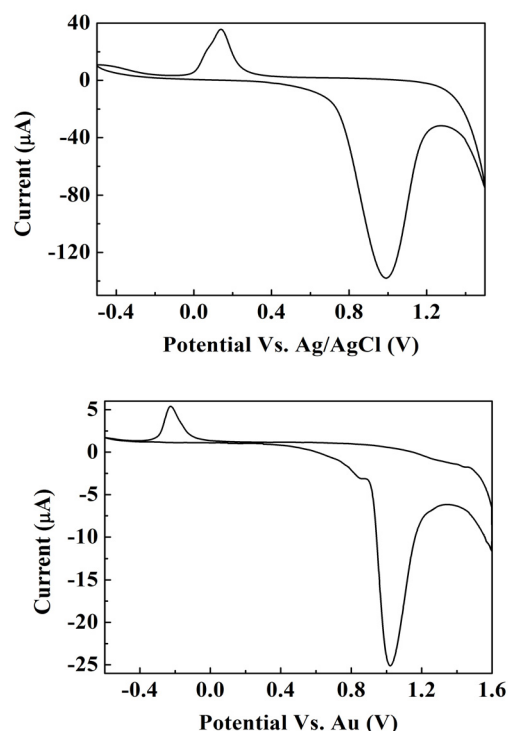 40
0
-40
-80
-120
Current (μA)
-0.4 0.0 0.4 0.8 1.2
Potential Vs. Ag/AgCl (V)
5
0
-5
-10
-15
-20
-25
Current (μA)
-0.4 0.0 0.4 0.8 1.2 1.6
Potential Vs. Au (V)